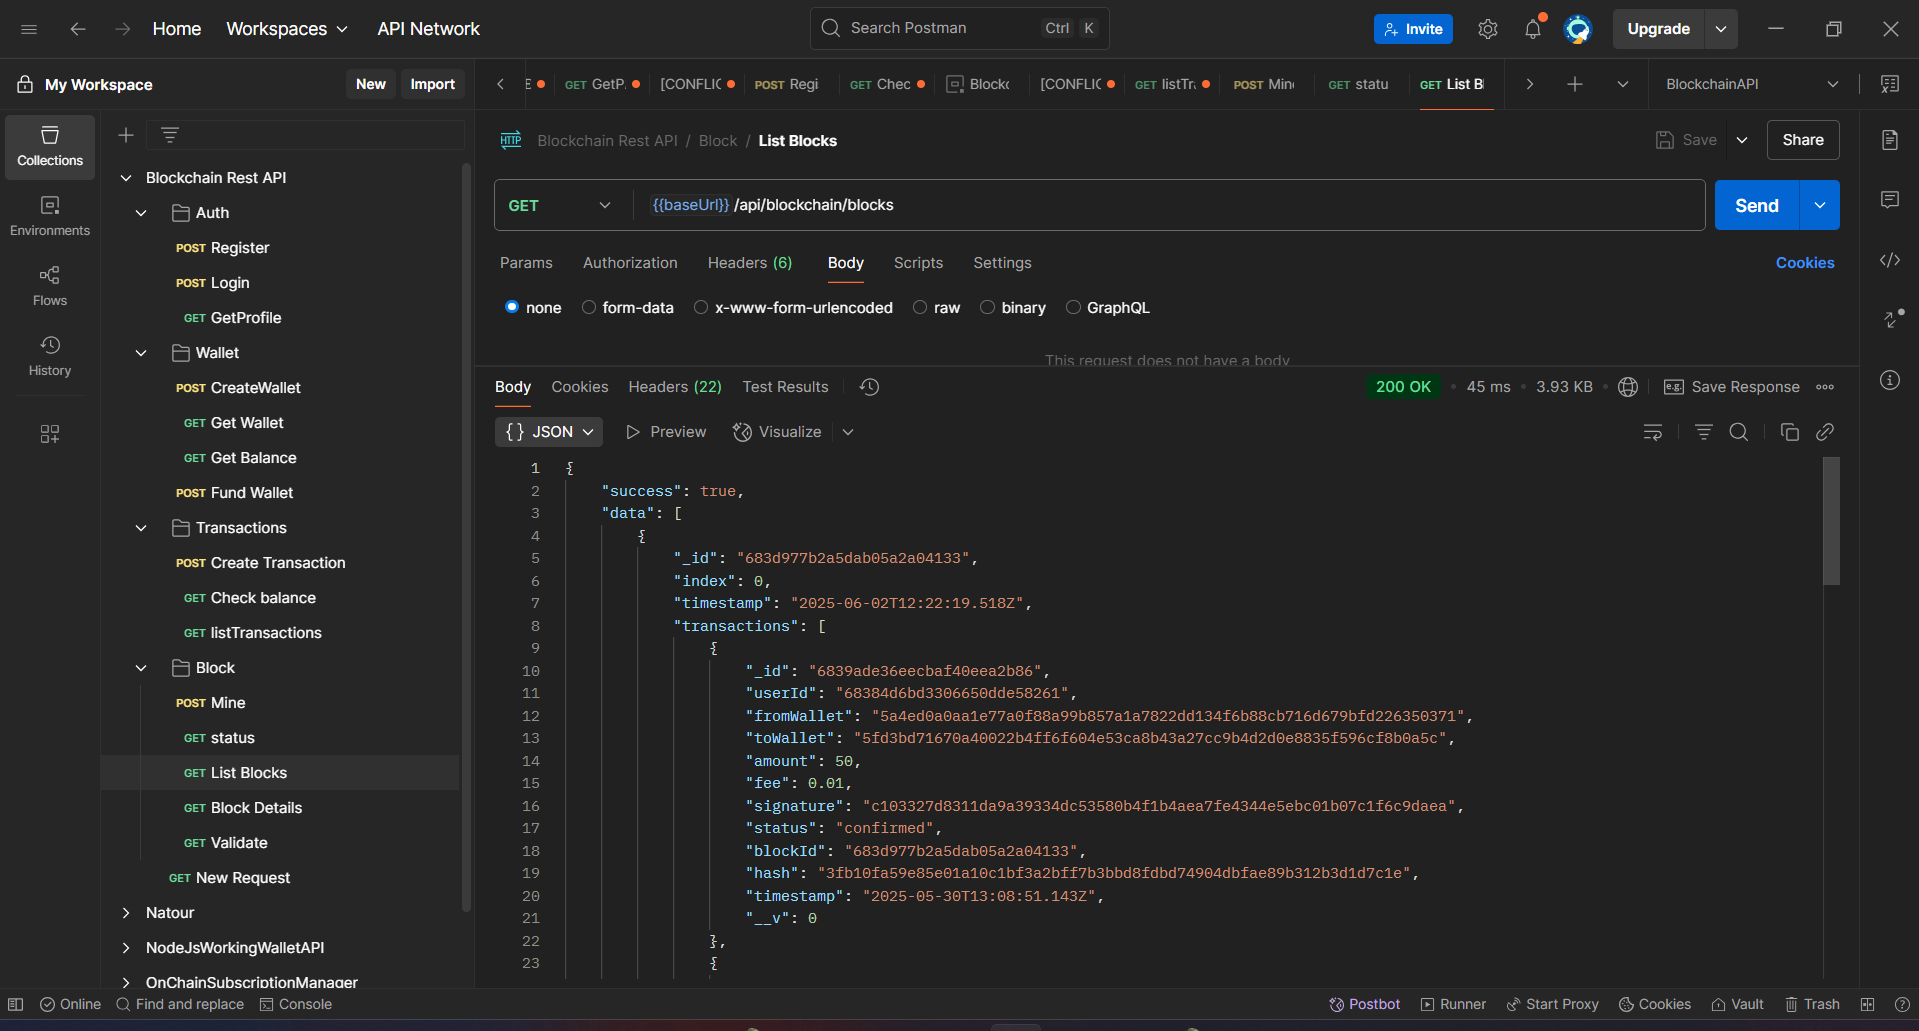 Home Workspaces API Network Search Postman Ctrl K Invite Upgrade
My Workspace New Import
E GET GetP. [CONFLIC POST Regi GET Chec Blockc [CONFLIC GET listTra POST Mine GET statu GET List Bl BlockchainAPI
HTTP Blockchain Rest API / Block / List Blocks Save Share
Collections
Environments
Flows
History
Blockchain Rest API
Auth
POST Register
POST Login
GET GetProfile
Wallet
POST CreateWallet
GET Get Wallet
GET Get Balance
POST Fund Wallet
Transactions
POST Create Transaction
GET Check balance
GET listTransactions
Block
POST Mine
GET status
GET List Blocks
GET Block Details
GET Validate
GET New Request
Natour
NodeJsWorkingWalletAPI
OnChainSubscriptionManager
GET {{baseUrl}} /api/blockchain/blocks Send
Params Authorization Headers (6) Body Scripts Settings Cookies
none form-data x-www-form-urlencoded raw binary GraphQL
This request does not have a body
Body Cookies Headers (22) Test Results 200 OK • 45 ms • 3.93 KB • e.g. Save Response
{} JSON Preview Visualize
1 {
2 "success": true,
3 "data": [
4 {
5 "_id": "683d977b2a5dab05a2a04133",
6 "index": 0,
7 "timestamp": "2025-06-02T12:22:19.518Z",
8 "transactions": [
9 {
10 "_id": "6839ade36eecbaf40eea2b86",
11 "userId": "68384d6bd3306650dde58261",
12 "fromWallet": "5a4ed0a0aa1e77a0f88a99b857a1a7822dd134f6b88cb716d679bfd226350371",
13 "toWallet": "5fd3bd71670a40022b4ff6f604e53ca8b43a27cc9b4d2d0e8835f596cf8b0a5c",
14 "amount": 50,
15 "fee": 0.01,
16 "signature": "c103327d8311da9a39334dc53580b4f1b4aea7fe4344e5ebc01b07c1f6c9daea",
17 "status": "confirmed",
18 "blockId": "683d977b2a5dab05a2a04133",
19 "hash": "3fb10fa59e85e01a10c1bf3a2bff7b3bbd8fdbd74904dbfae89b312b3d1d7c1e",
20 "timestamp": "2025-05-30T13:08:51.143Z",
21 "__v": 0
22 },
23 {
Online Find and replace Console Postbot Runner Start Proxy Cookies Vault Trash